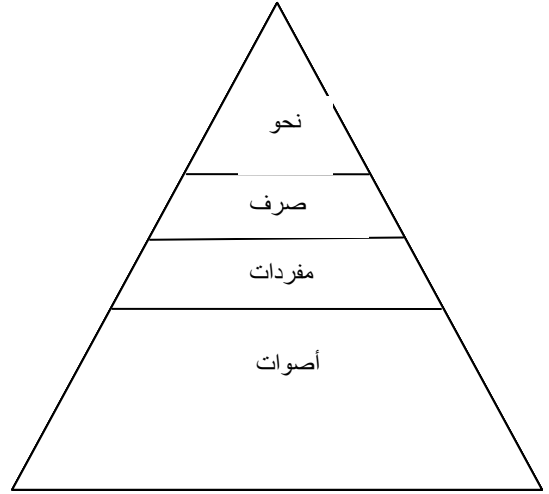 نحو
صرف
مفردات
أصوات